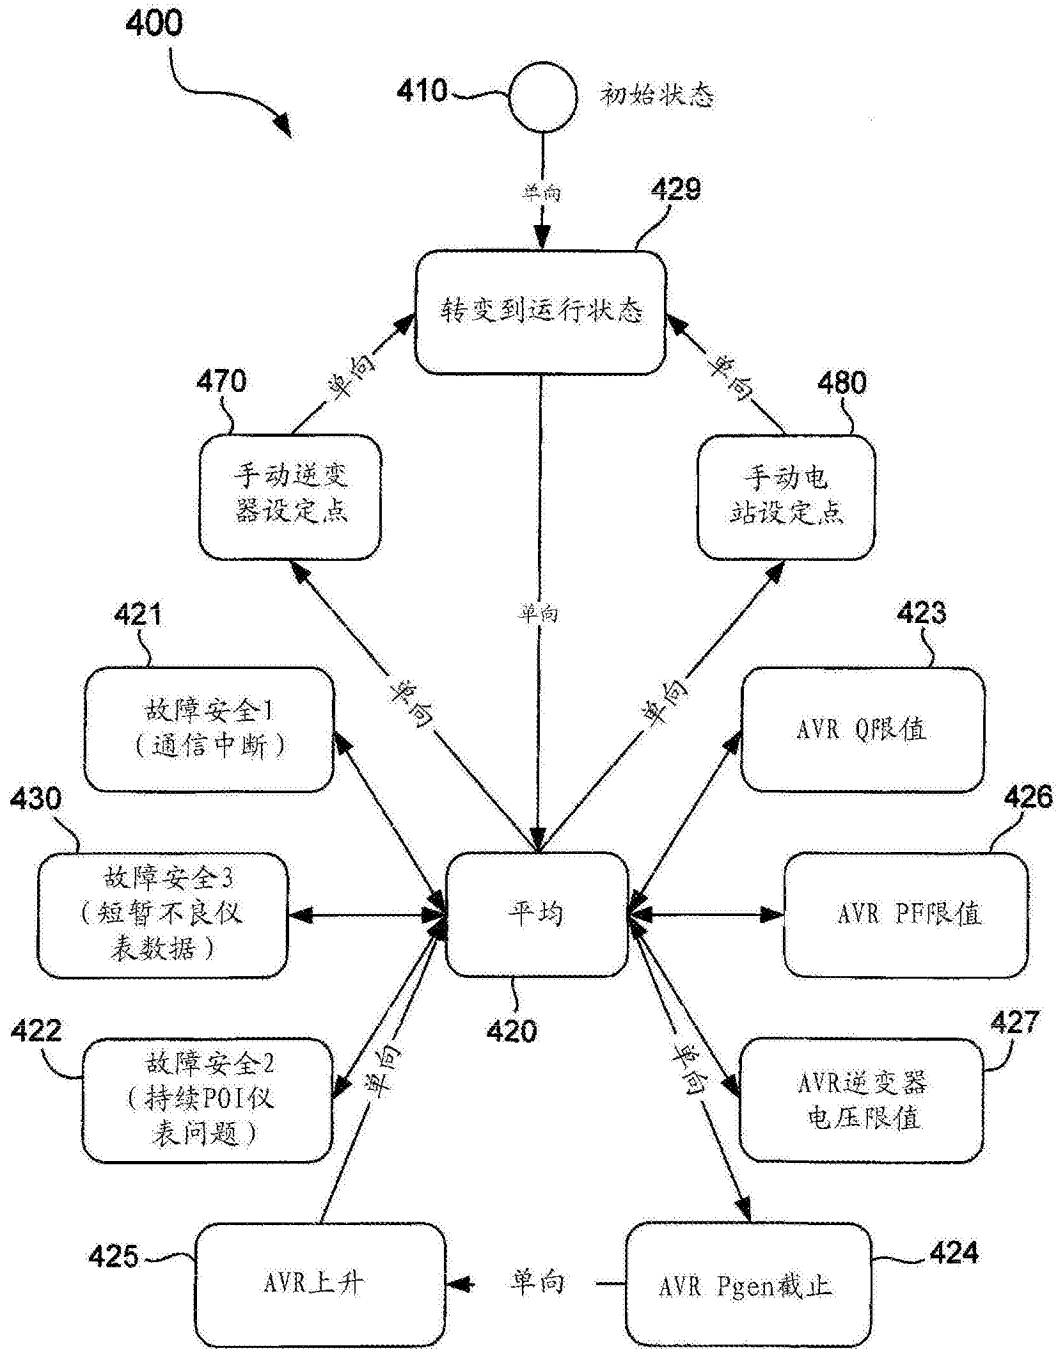 400
410
初始状态
单向
429
转变到运行状态
单向
单向
470
480
手动逆变
器设定点
手动电
站设定点
单向
421
423
故障安全1
（通信中断）
单向
单向
AVR Q限值
430
426
故障安全3
（短暂不良仪
表数据）
平均
AVR PF限值
420
422
427
故障安全2
（持续POI仪
表问题）
单向
单向
AVR逆变器
电压限值
425
424
AVR上升
单向
AVR Pgen截止